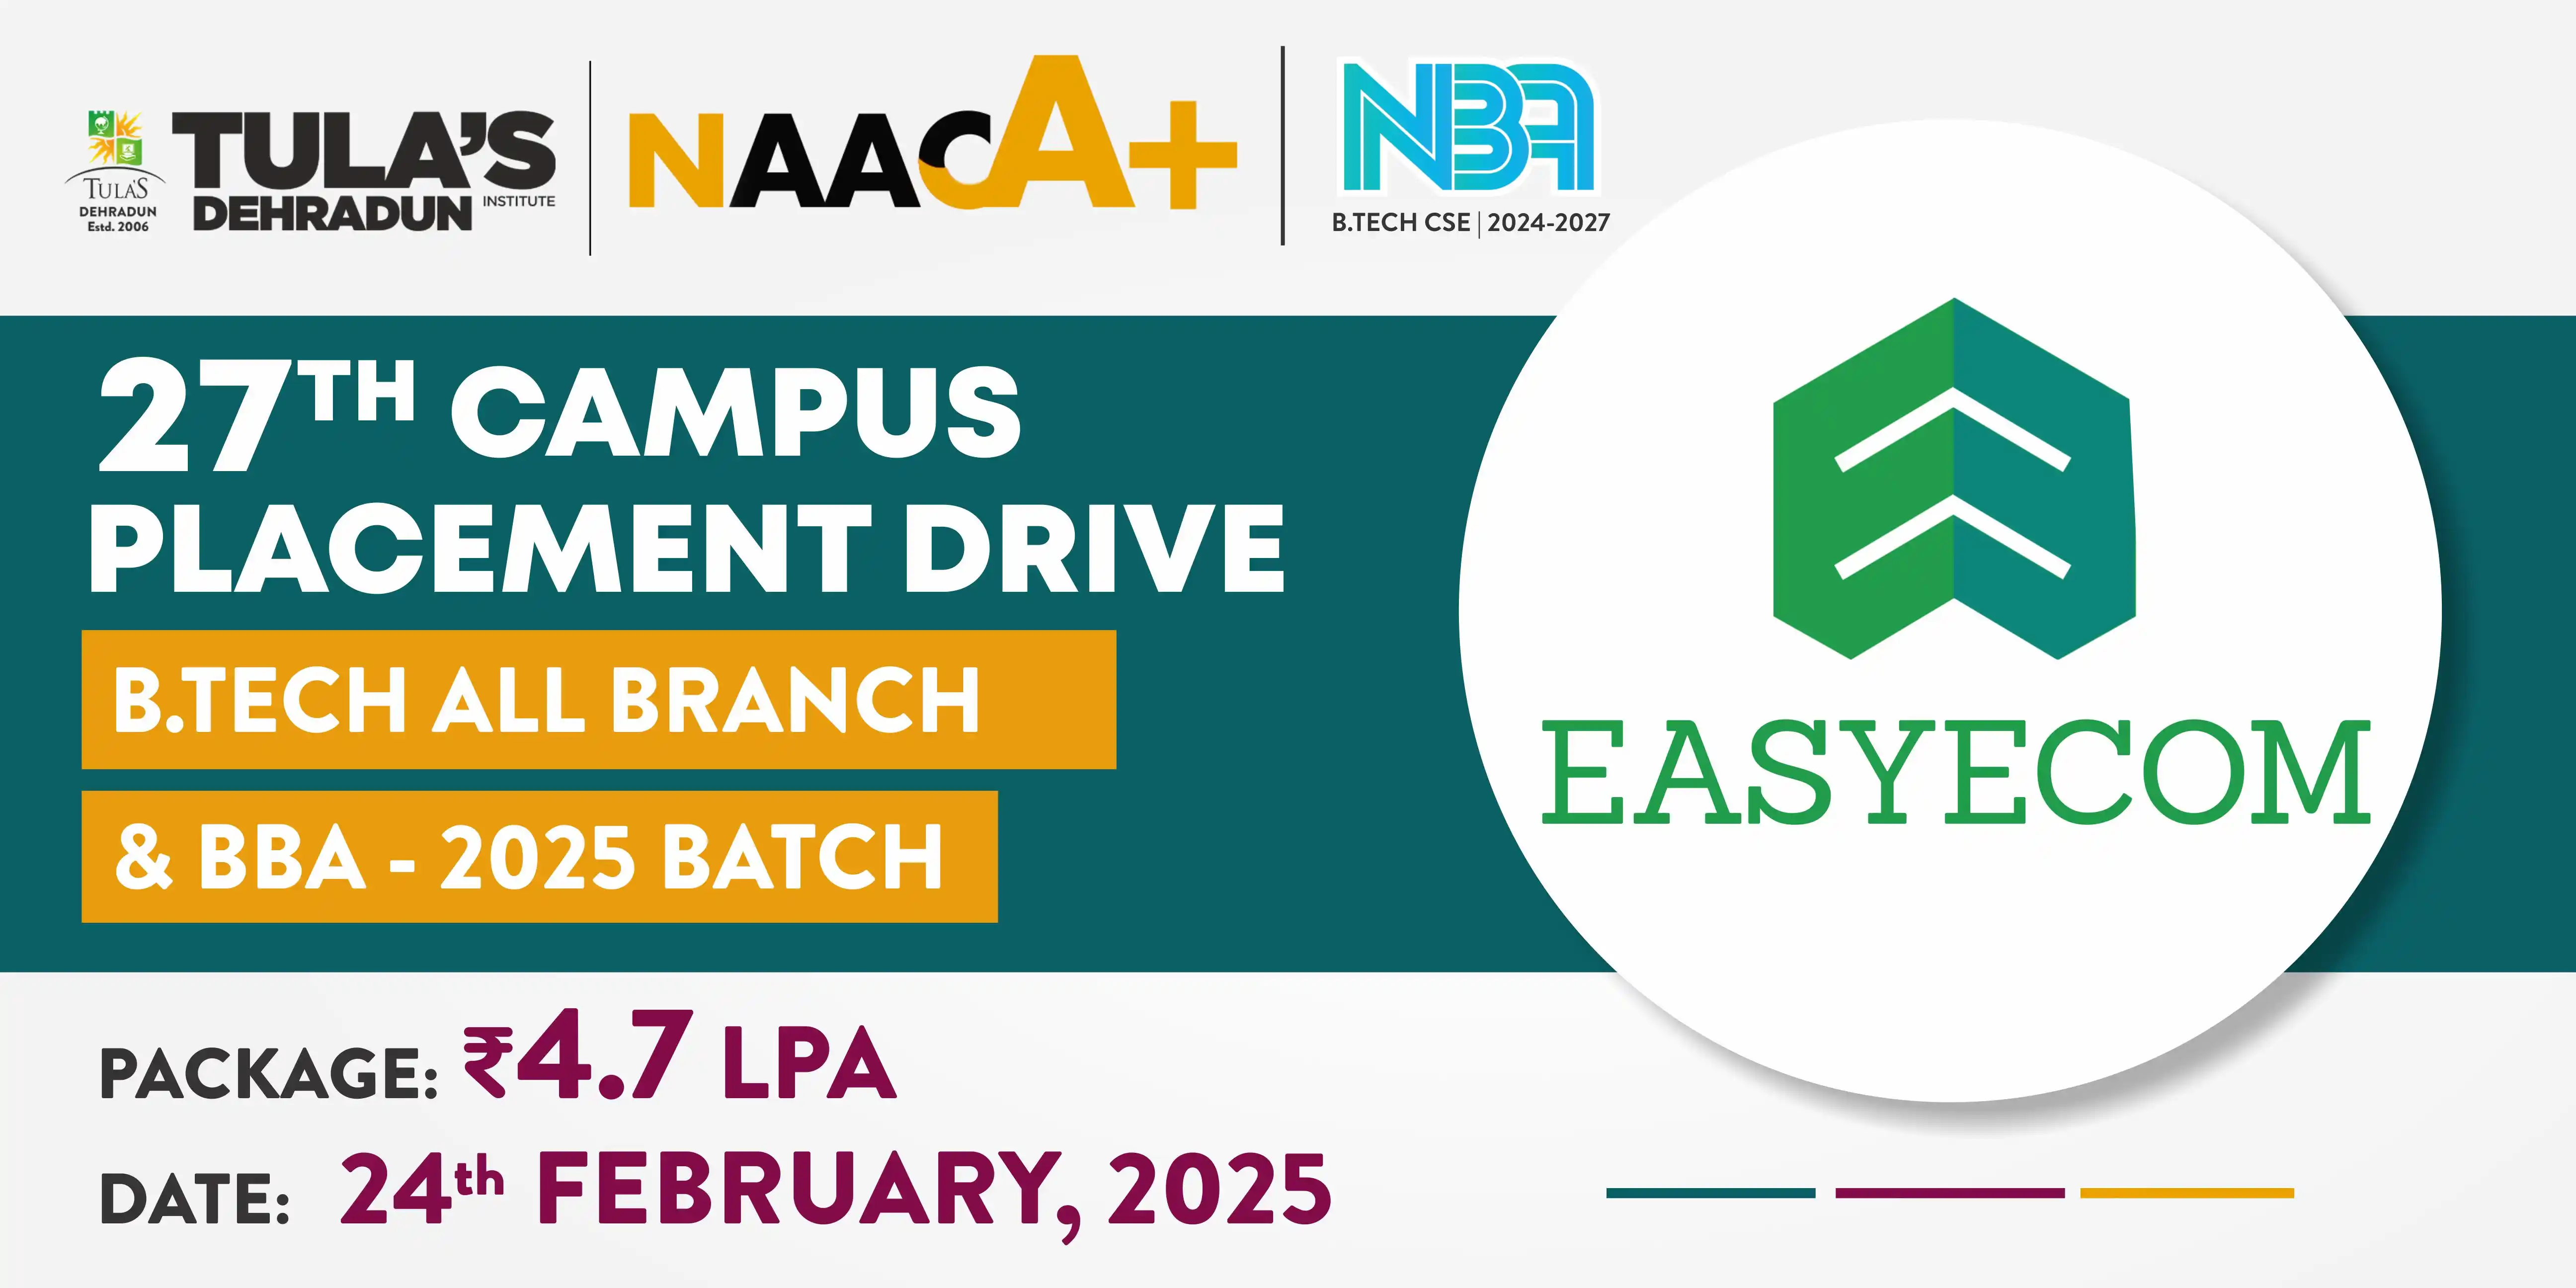 TULA'S
DEHRADUN
Estd. 2006
TULA'S
DEHRADUN INSTITUTE
NAAC A+
NBA
B.TECH CSE | 2024-2027
27TH CAMPUS
PLACEMENT DRIVE
B.TECH ALL BRANCH
& BBA - 2025 BATCH
EASYECOM
PACKAGE: ₹4.7 LPA
DATE: 24th FEBRUARY, 2025